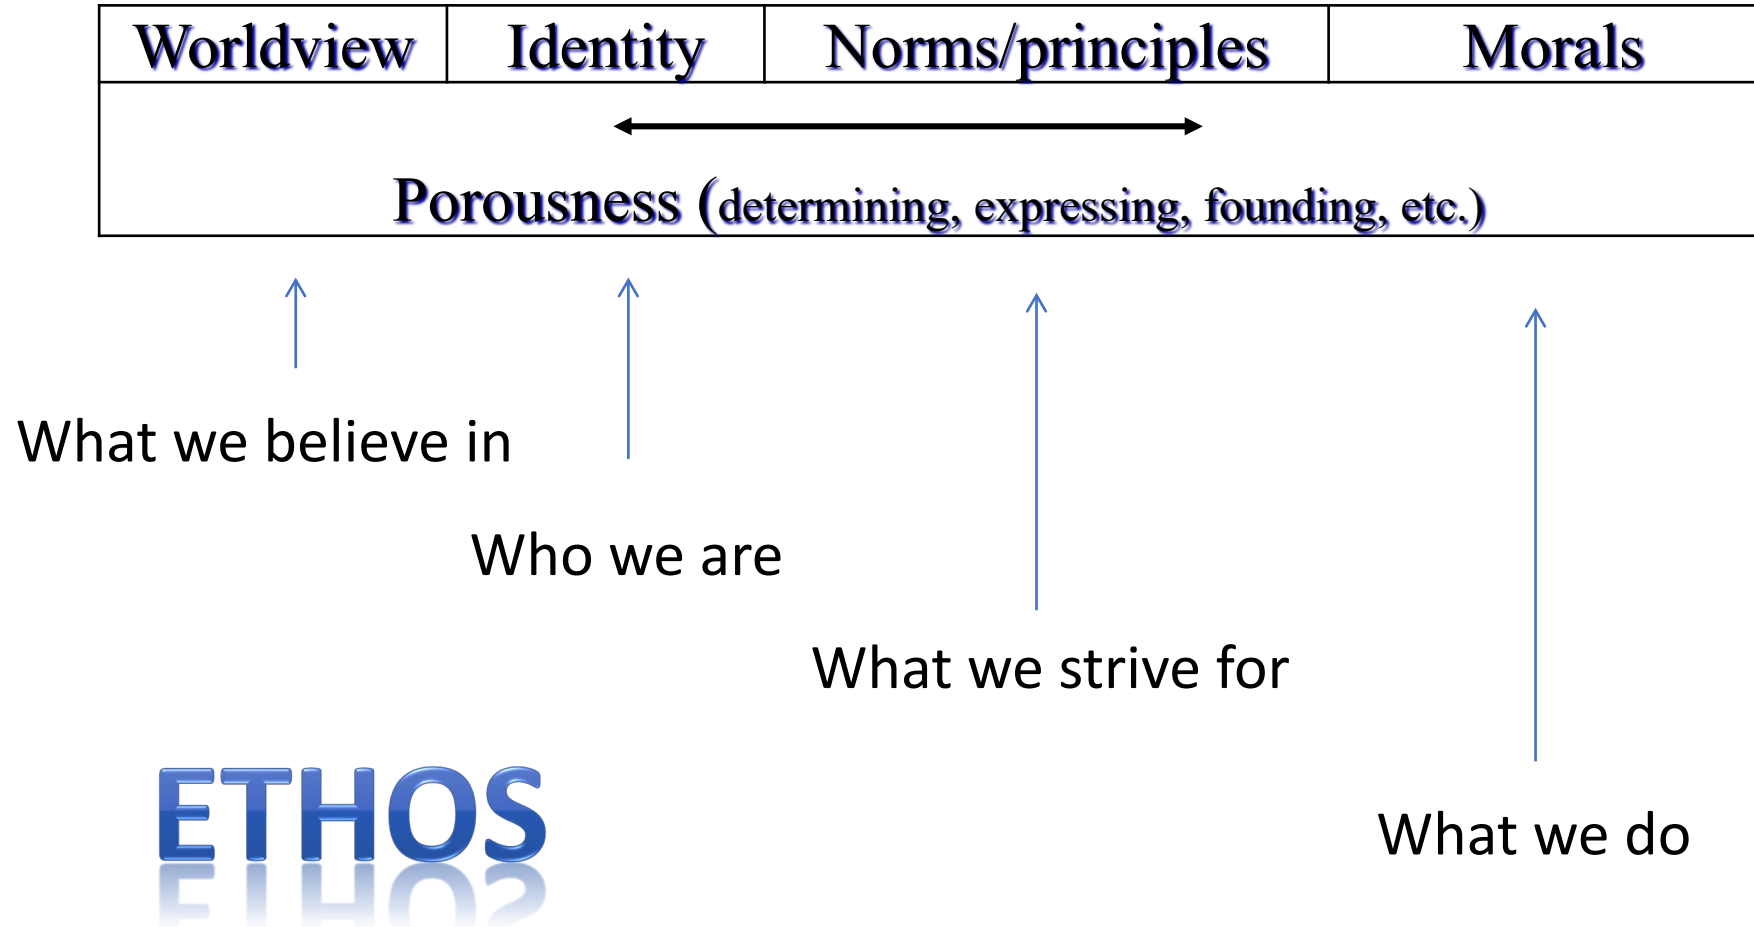 Worldview Identity Norms/principles Morals
Porousness (determining, expressing, founding, etc.)
What we believe in
Who we are
What we strive for
ETHOS
What we do